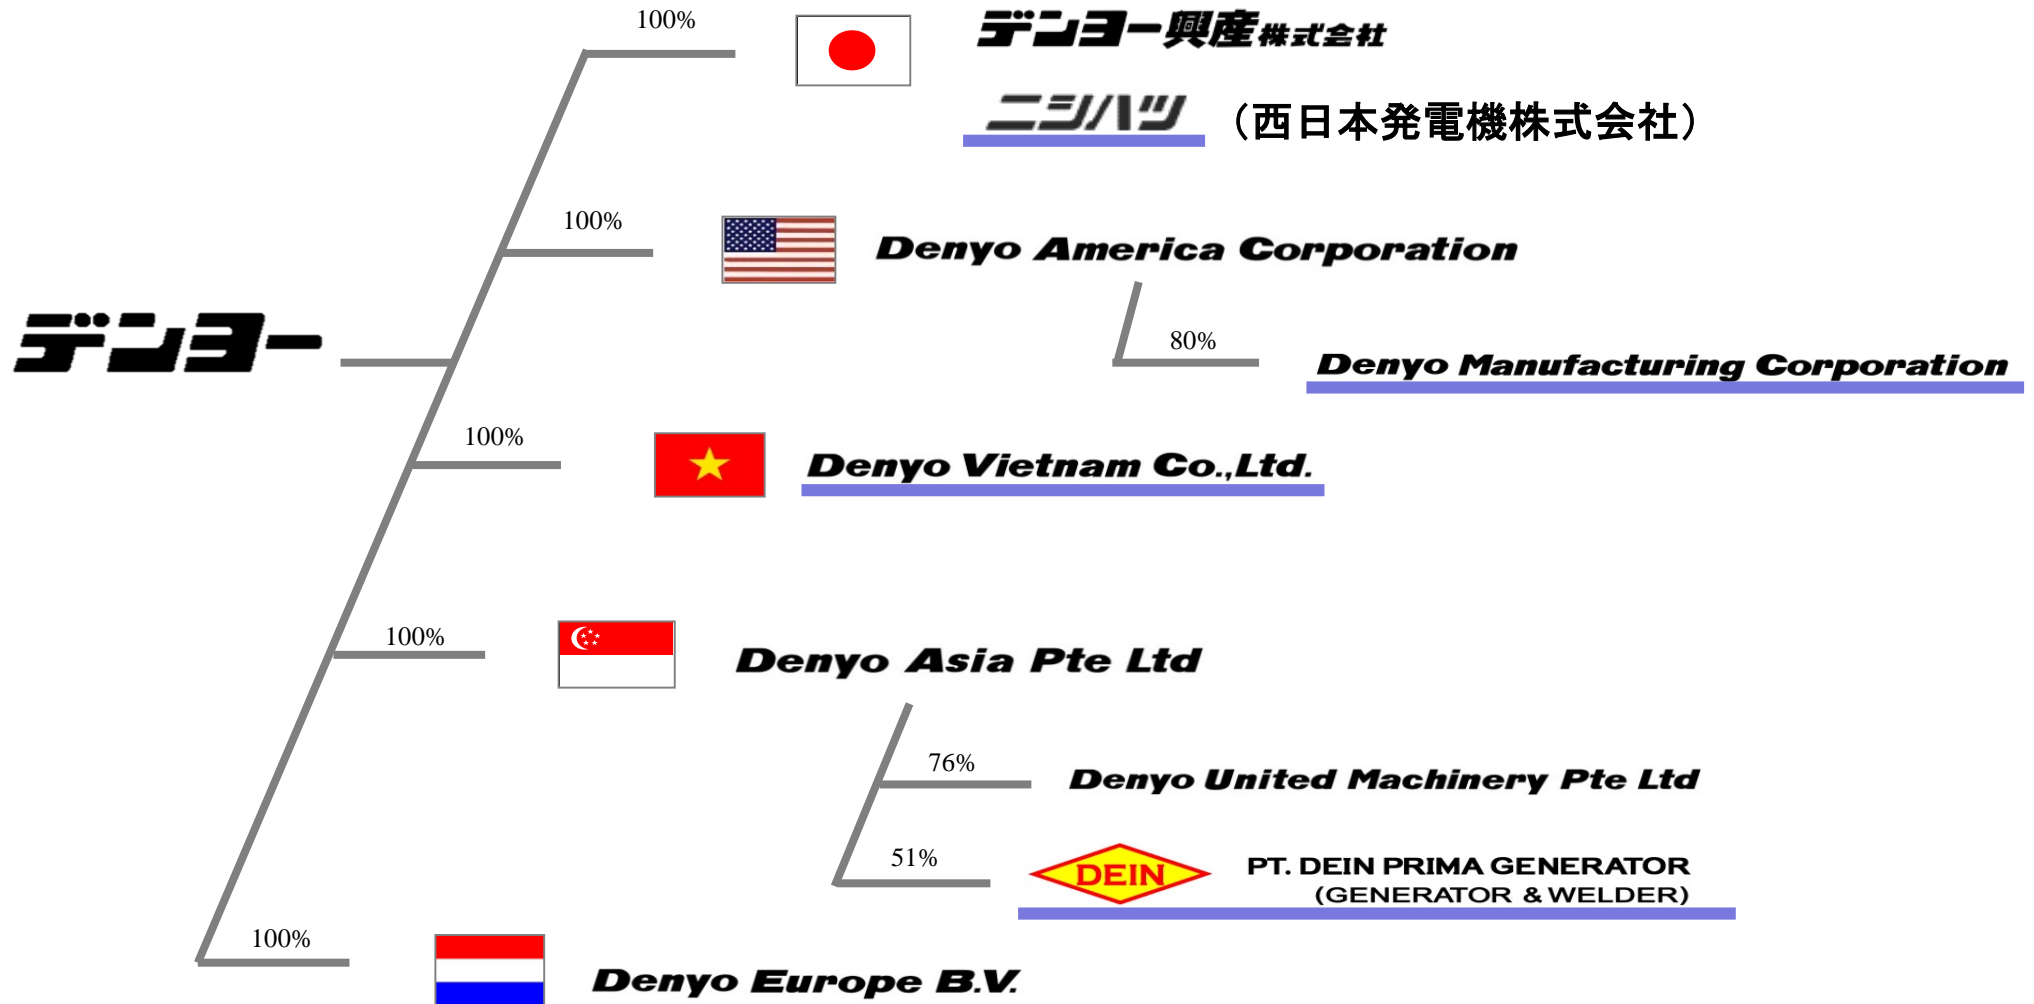 100%
デンヨー興産株式会社
ニシハツ （西日本発電機株式会社）
100%
Denyo America Corporation
デンヨー
80%
Denyo Manufacturing Corporation
100%
Denyo Vietnam Co.,Ltd.
100%
Denyo Asia Pte Ltd
76%
Denyo United Machinery Pte Ltd
51%
DEIN PT. DEIN PRIMA GENERATOR
(GENERATOR & WELDER)
100%
Denyo Europe B.V.